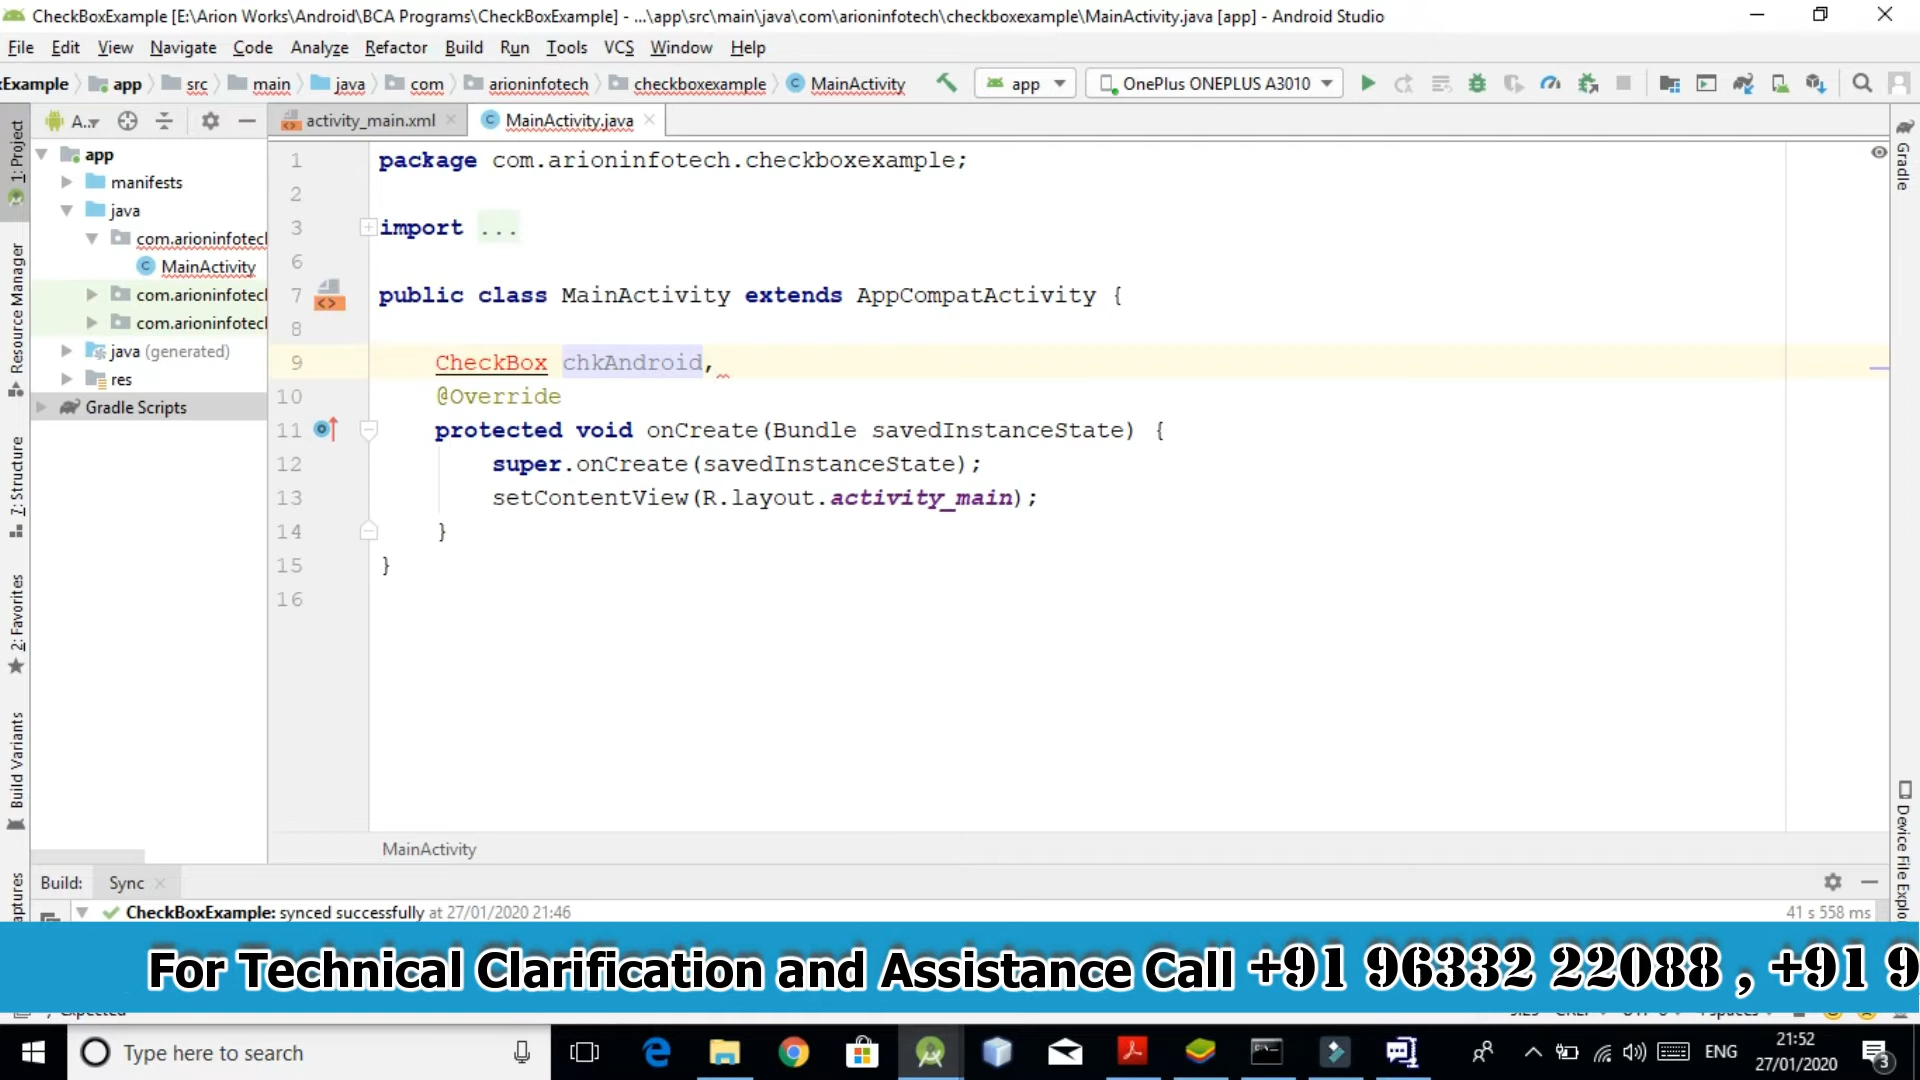 CheckBoxExample [E:\Arion Works\Android\BCA Programs\CheckBoxExample] - ...\app\src\main\java\com\arioninfotech\checkboxexample\MainActivity.java [app] - Android Studio
File Edit View Navigate Code Analyze Refactor Build Run Tools VCS Window Help
Example app src main java com arioninfotech checkboxexample MainActivity app OnePlus ONEPLUS A3010
A.. activity_main.xml MainActivity.java
1: Project
Resource Manager
7: Structure
2: Favorites
Build Variants
app
manifests
java
com.arioninfotech
MainActivity
com.arioninfotech
com.arioninfotech
java (generated)
res
Gradle Scripts
1 package com.arioninfotech.checkboxexample;
2
3 import ...
6
7 public class MainActivity extends AppCompatActivity {
8
9 CheckBox chkAndroid,
10 @Override
11 protected void onCreate(Bundle savedInstanceState) {
12 super.onCreate(savedInstanceState);
13 setContentView(R.layout.activity_main);
14 }
15 }
16
MainActivity
Gradle
Device File Explo
Build: Sync
CheckBoxExample: synced successfully at 27/01/2020 21:46 41 s 558 ms
For Technical Clarification and Assistance Call +91 96332 22088 , +91 9
Type here to search
ENG
21:52
27/01/2020
3